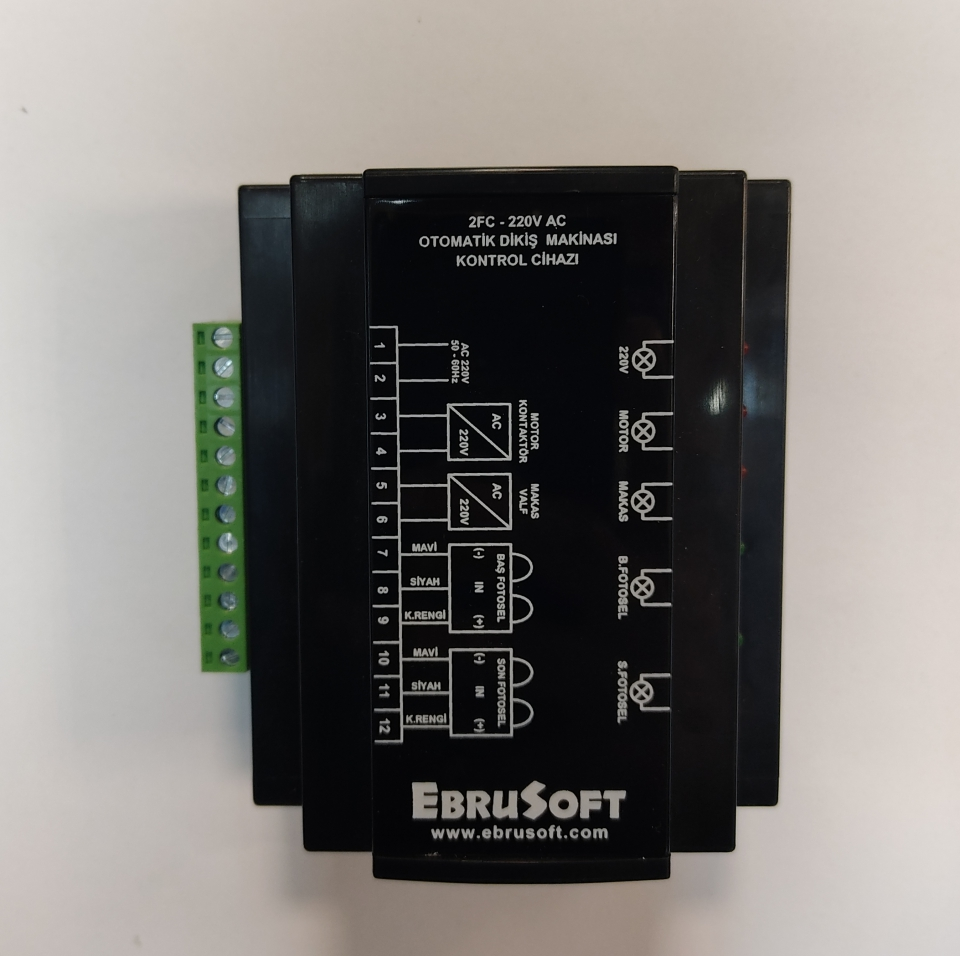 2FC - 220V AC
OTOMATİK DİKİŞ MAKİNASI
KONTROL CİHAZI
1
2
AC 220V
50 - 60Hz
3
4
AC
220V
MOTOR
KONTAKTÖR
5
6
AC
220V
MAKAS
VALF
7
8
9
MAVİ
SİYAH
K.RENGİ
(-) IN (+)
BAŞ FOTOSEL
10
11
12
MAVİ
SİYAH
K.RENGİ
(-) IN (+)
SON FOTOSEL
220V
MOTOR
MAKAS
B.FOTOSEL
S.FOTOSEL
EBRUSOFT
www.ebrusoft.com